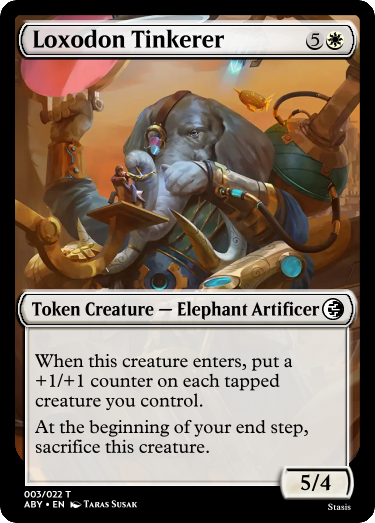 Loxodon Tinkerer 5
Token Creature — Elephant Artificer
When this creature enters, put a
+1/+1 counter on each tapped
creature you control.
At the beginning of your end step,
sacrifice this creature.
5/4
003/022 T
ABY • EN Taras Susak
Stasis